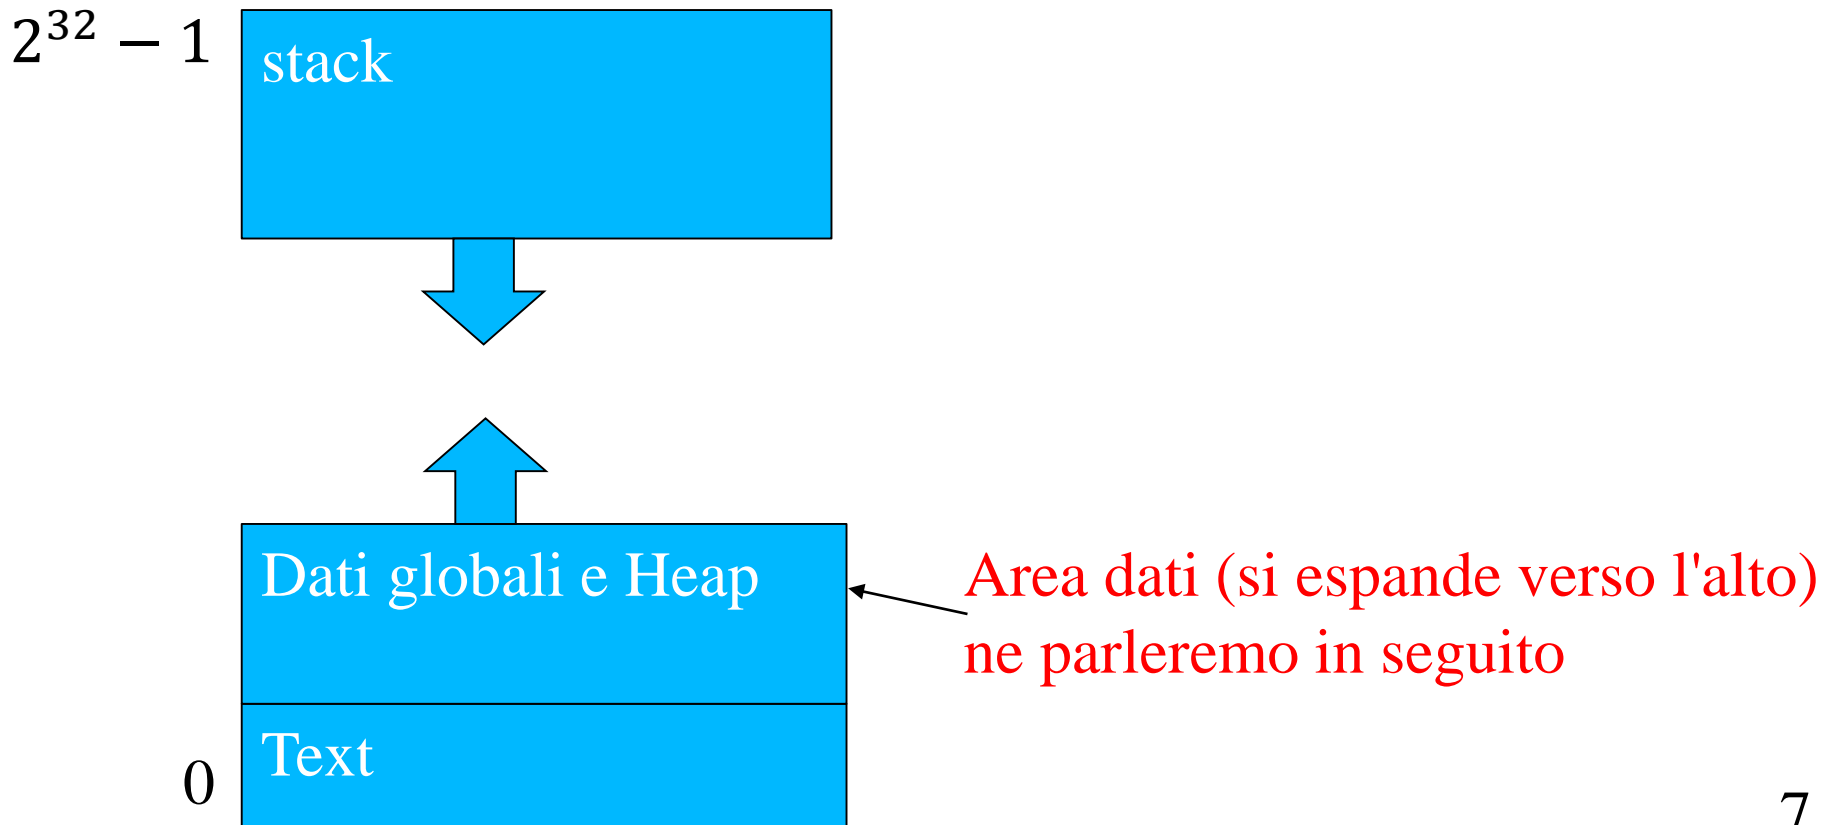 2³² − 1
stack
Dati globali e Heap
Area dati (si espande verso l'alto)
ne parleremo in seguito
Text
0
7